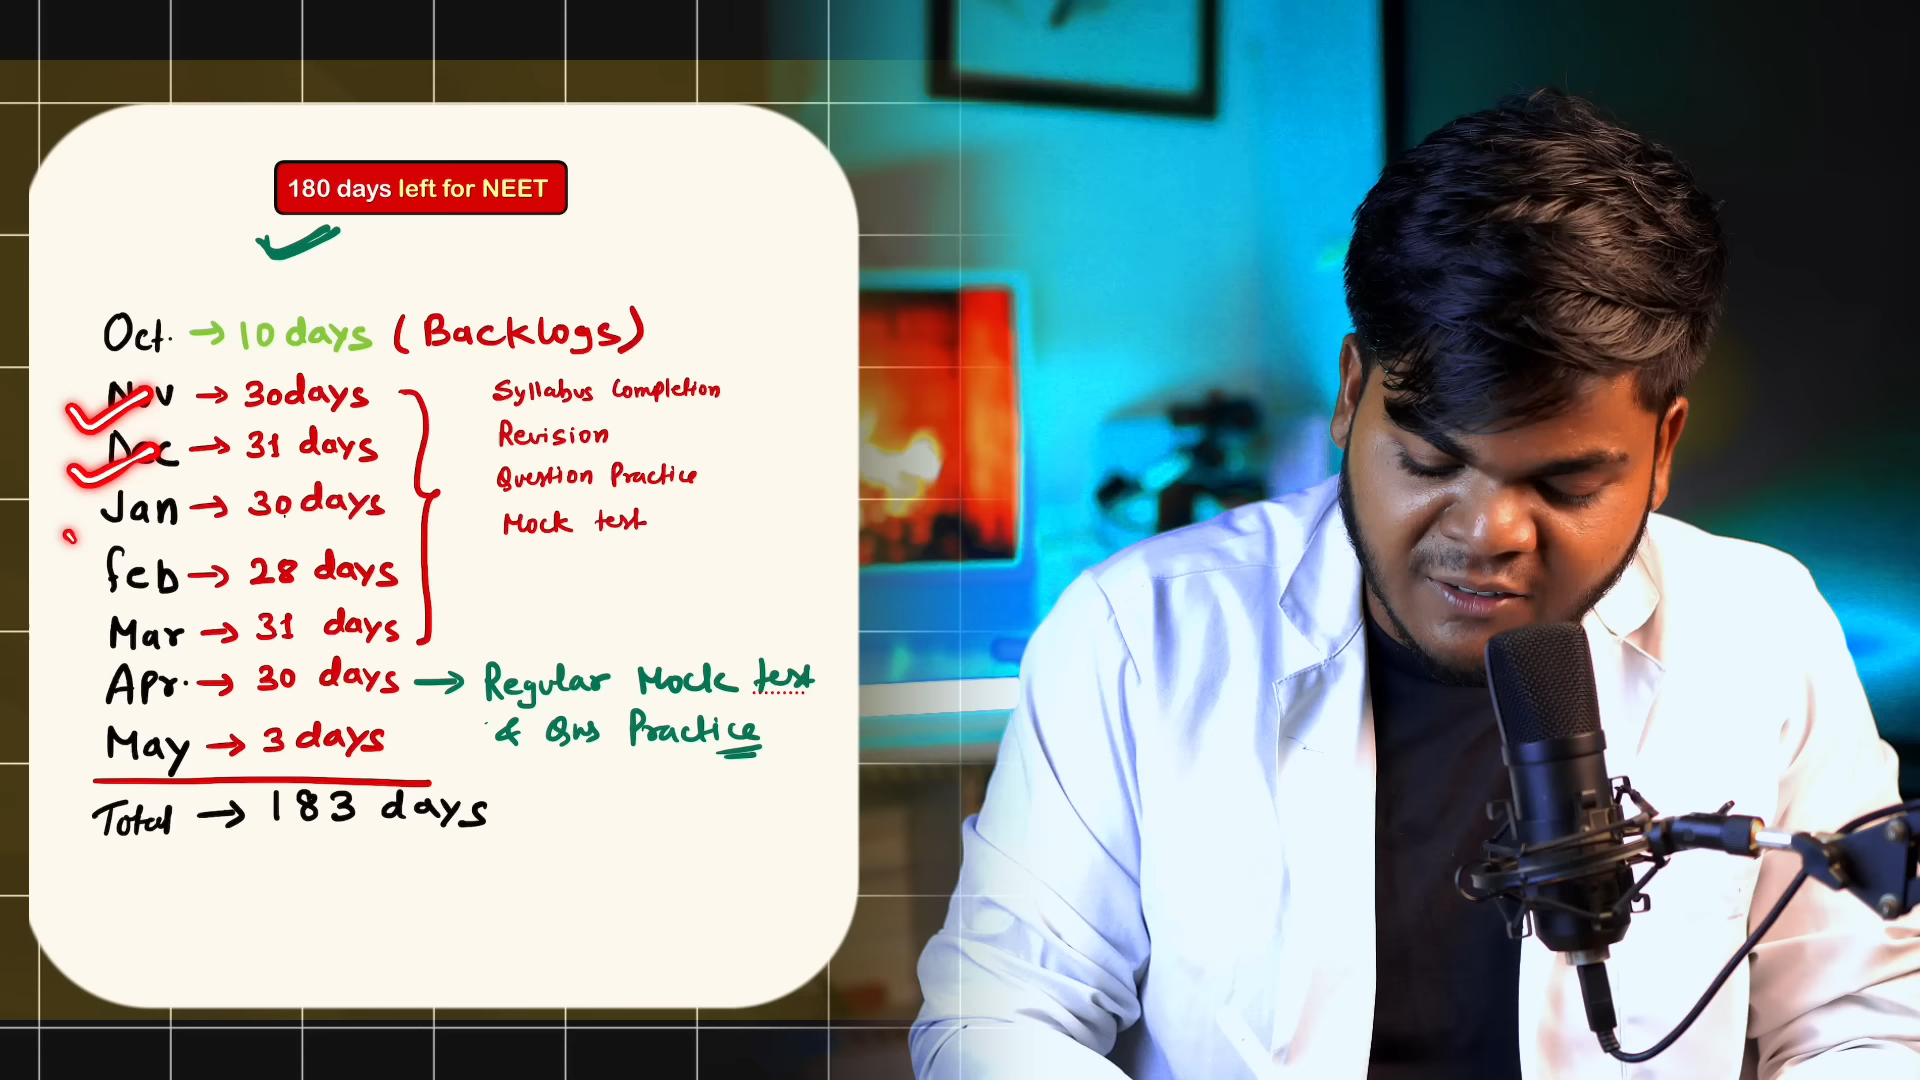 180 days left for NEET
Oct. → 10 days (Backlogs)
Nov → 30days
Dec → 31 days
Jan → 30 days
feb → 28 days
Mar → 31 days
Syllabus Completion
Revision
Question Practice
Mock test
Apr. → 30 days → Regular Mock test
& Qns Practice
May → 3 days
Total → 183 days